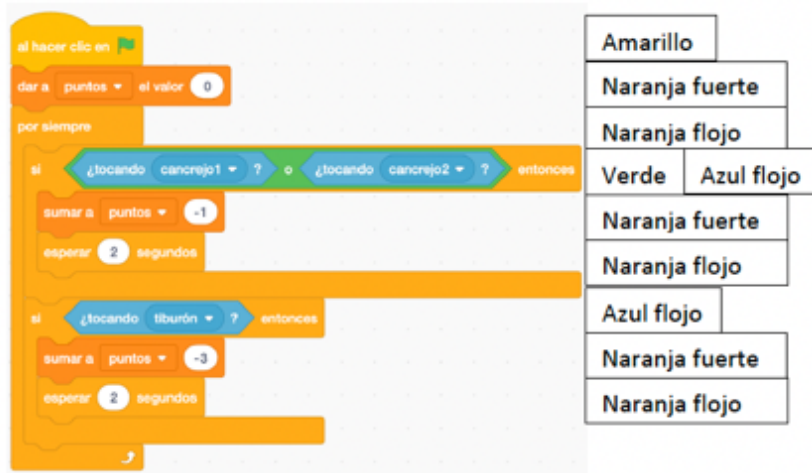 al hacer clic en Amarillo
dar a puntos el valor 0 Naranja fuerte
por siempre Naranja flojo
si ¿tocando cancrejo1 ? o ¿tocando cancrejo2 ? entonces Verde Azul flojo
sumar a puntos -1 Naranja fuerte
esperar 2 segundos Naranja flojo
si ¿tocando tiburón ? entonces Azul flojo
sumar a puntos -3 Naranja fuerte
esperar 2 segundos Naranja flojo